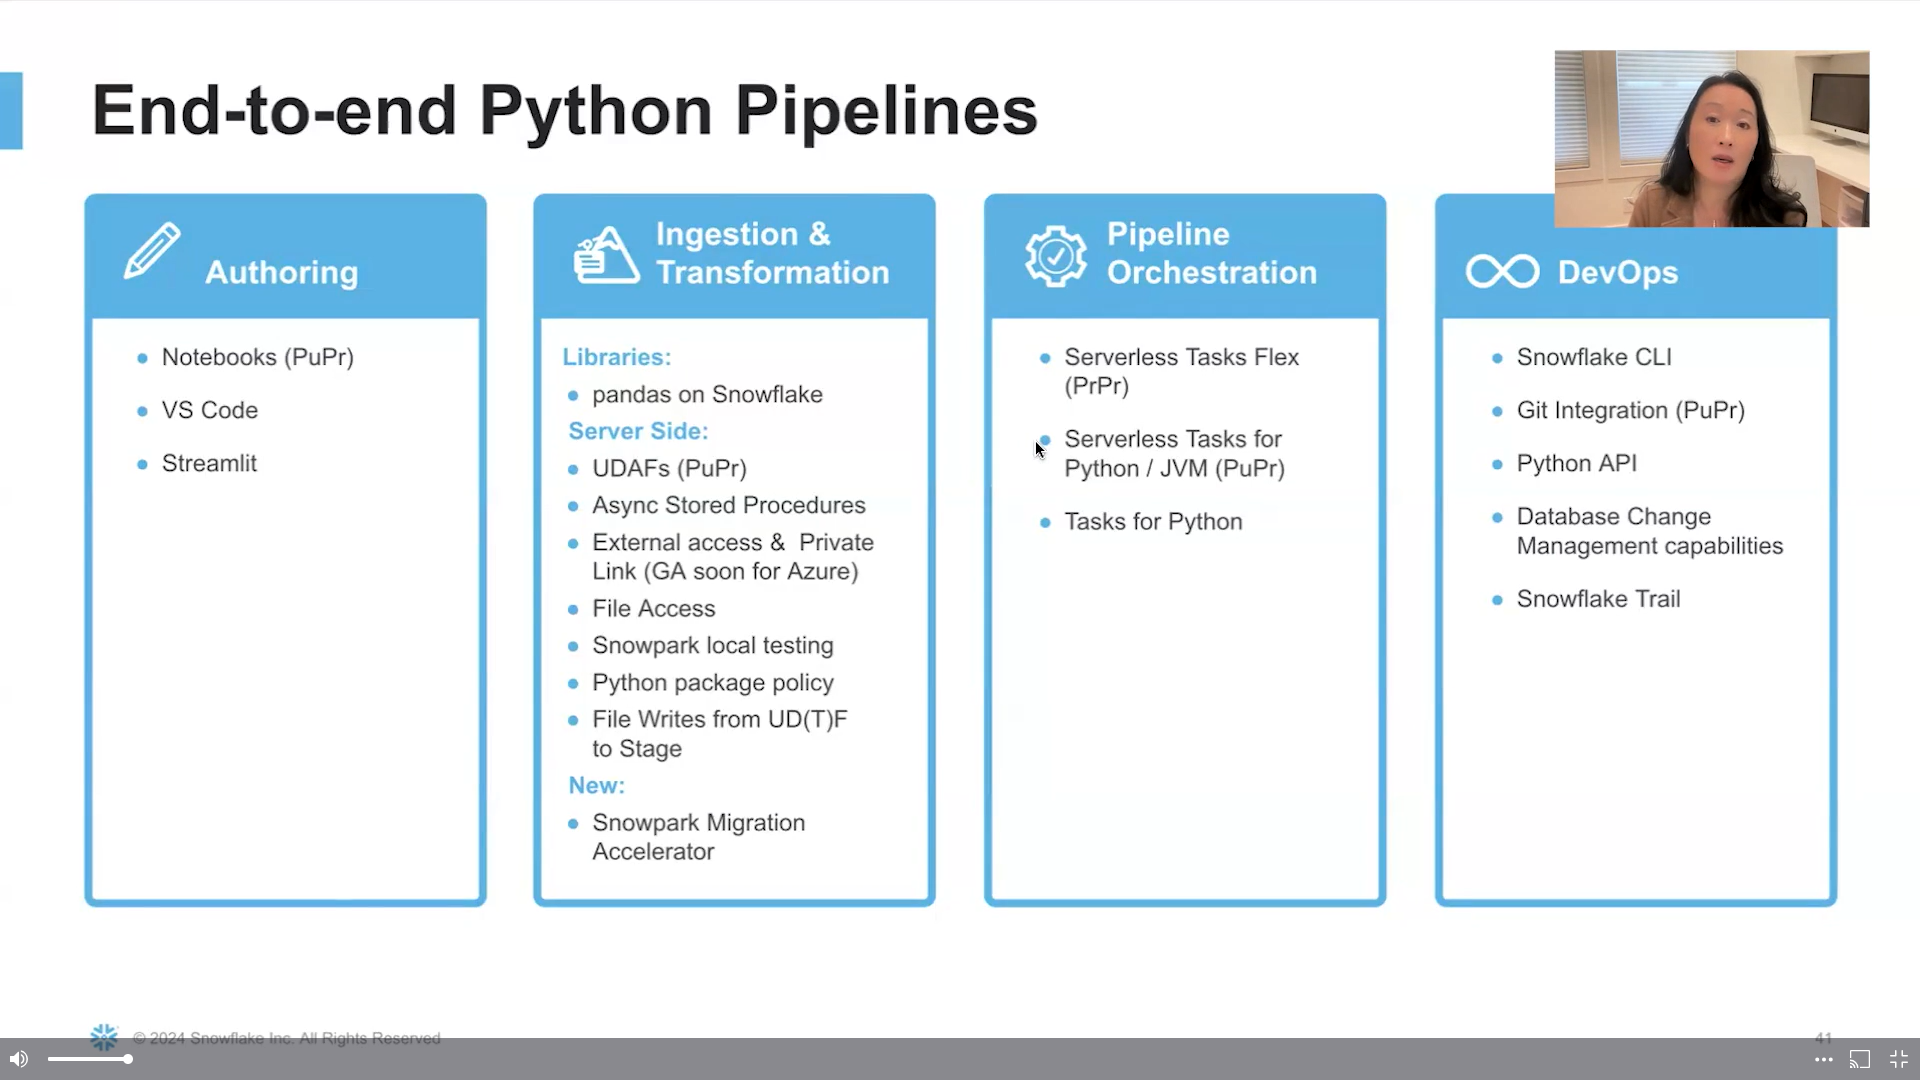 End-to-end Python Pipelines
Authoring
Notebooks (PuPr)
VS Code
Streamlit
Ingestion &
Transformation
Libraries:
pandas on Snowflake
Server Side:
UDAFs (PuPr)
Async Stored Procedures
External access & Private
Link (GA soon for Azure)
File Access
Snowpark local testing
Python package policy
File Writes from UD(T)F
to Stage
New:
Snowpark Migration
Accelerator
Pipeline
Orchestration
Serverless Tasks Flex
(PrPr)
Serverless Tasks for
Python / JVM (PuPr)
Tasks for Python
DevOps
Snowflake CLI
Git Integration (PuPr)
Python API
Database Change
Management capabilities
Snowflake Trail
© 2024 Snowflake Inc. All Rights Reserved
41